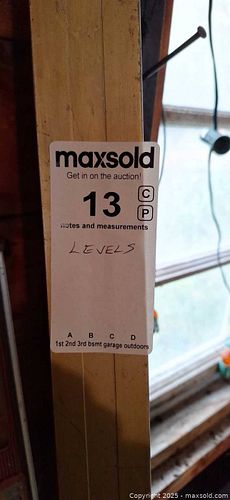 maxsold
Get in on the auction!
13 C
P
notes and measurements
LEVELS
A B C D
1st 2nd 3rd bsmt garage outdoors
Copyright 2025 - maxsold.com